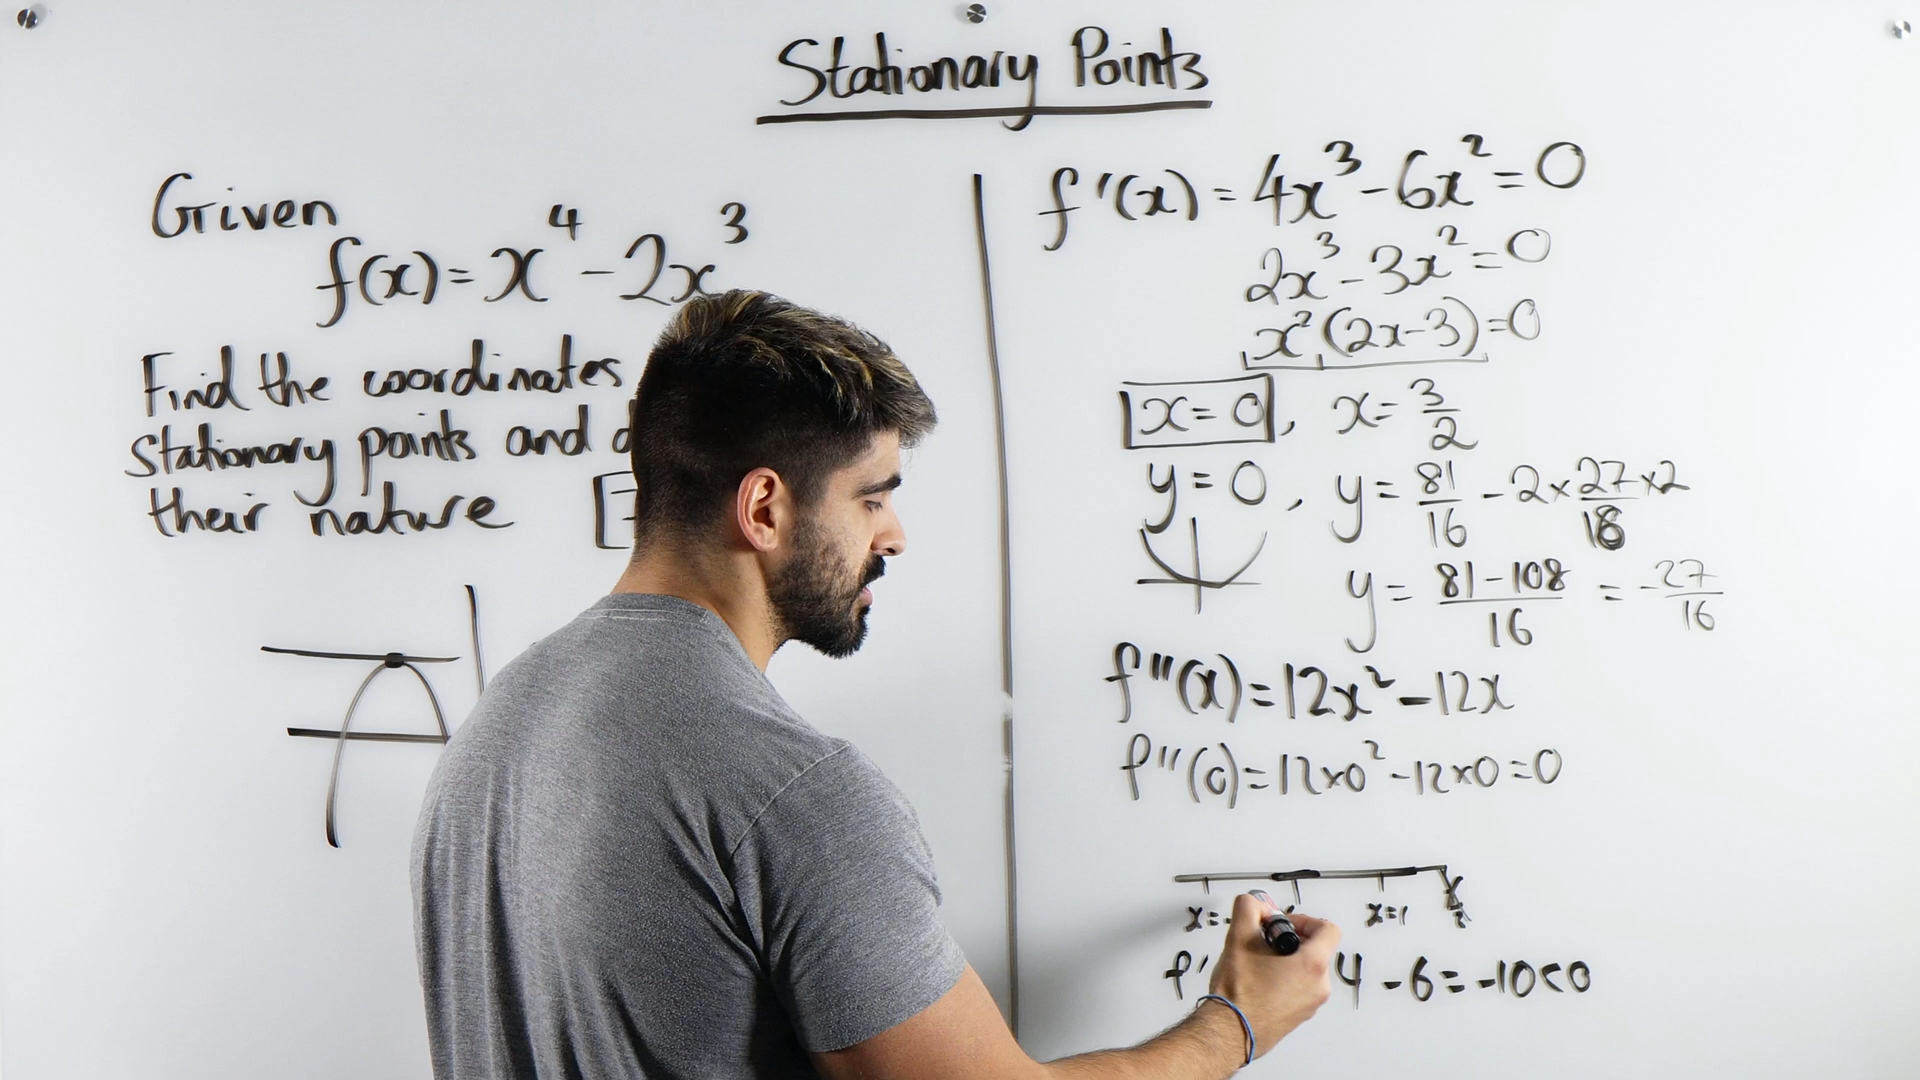 Stationary Points
Given
f(x) = x⁴ - 2x³
Find the coordinates
stationary points and
their nature
f'(x) = 4x³ - 6x² = 0
2x³ - 3x² = 0
x² (2x-3) = 0
x = 0, x = 3/2
y = 0, y = 81/16 - 2 × 27×2/16
y = 81-108/16 = -27/16
f''(x) = 12x² - 12x
f''(0) = 12×0² - 12×0 = 0
x=1
4 - 6 = -10 < 0